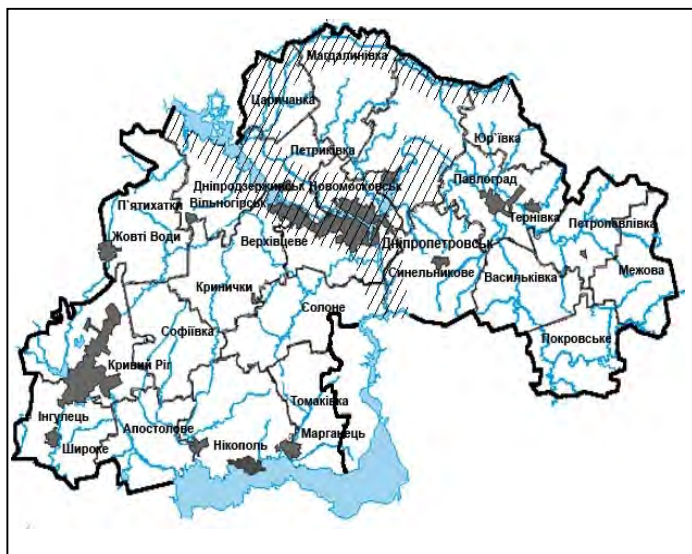 Магдалинівка
Царичанка
Юр`ївка
Петриківка
Дніпродзержинськ
Новомосковськ
Павлоград
П`ятихатки
Вільногірськ
Тернівка
Петропавлівка
Жовті Води
Верхівцеве
Дніпропетровськ
Синельникове
Васильківка
Межова
Кринички
Солоне
Софіївка
Покровське
Кривий Ріг
Томаківка
Інгулець
Апостолове
Нікополь
Марганець
Широке